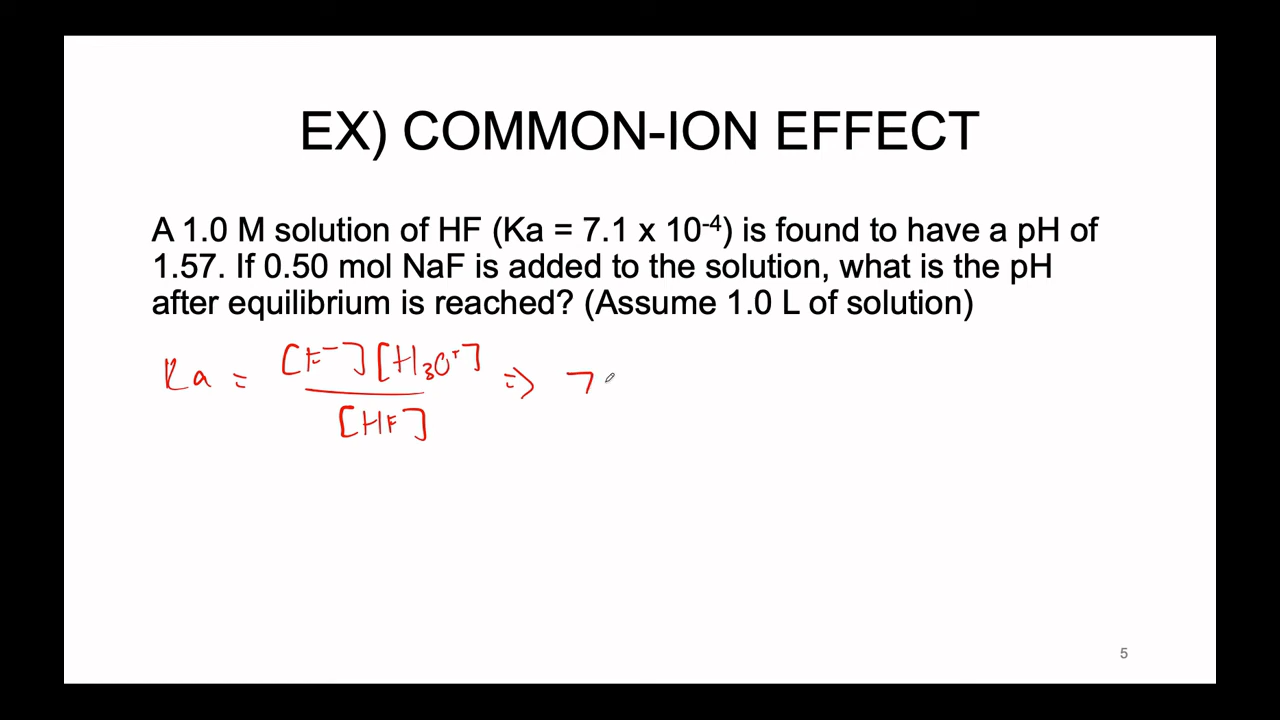 EX) COMMON-ION EFFECT
A 1.0 M solution of HF (Ka = 7.1 x 10⁻⁴) is found to have a pH of
1.57. If 0.50 mol NaF is added to the solution, what is the pH
after equilibrium is reached? (Assume 1.0 L of solution)
Ka = [F⁻][H₃O⁺] / [HF] => 7
5